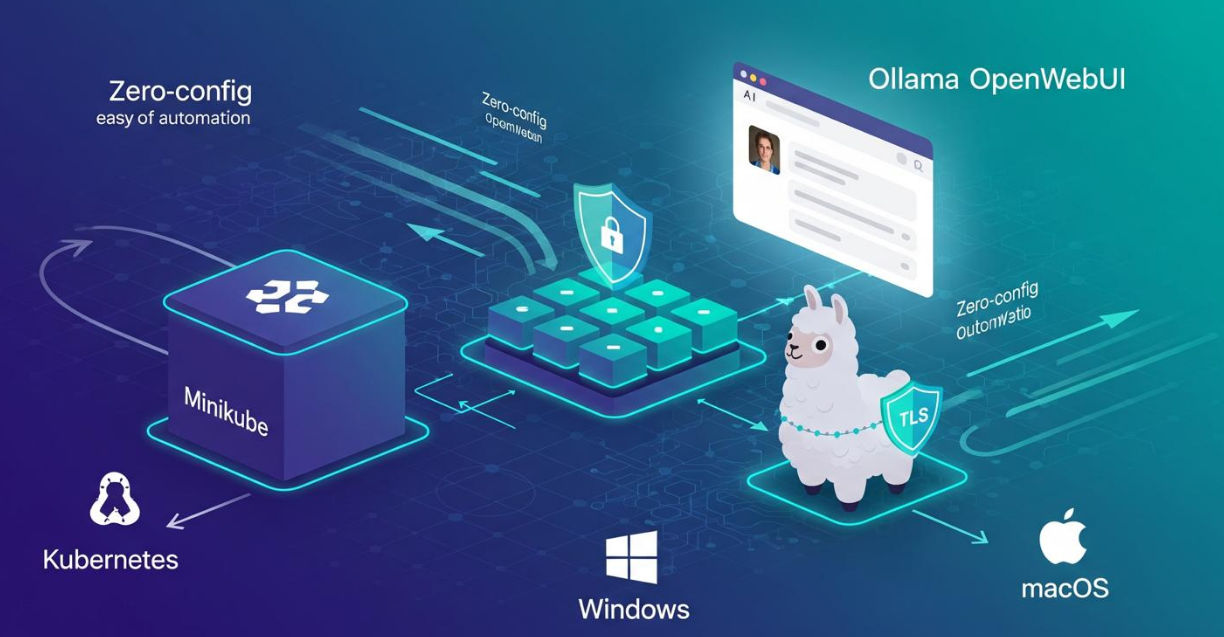 Zero-config
easy of automation
Zero-config
Ollama OpenWebUI
AI
Zero-config
Minikube
TLS
Kubernetes
Windows
macOS